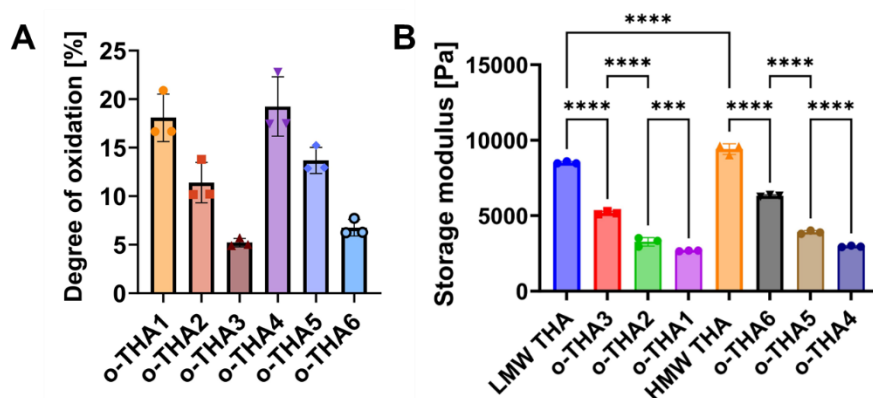 A
Degree of oxidation [%]
25
20
15
10
5
0
o-THA1
o-THA2
o-THA3
o-THA4
o-THA5
o-THA6
B
Storage modulus [Pa]
15000
10000
5000
0
****
**** ****
**** *** **** ****
LMW THA
o-THA3
o-THA2
o-THA1
HMW THA
o-THA6
o-THA5
o-THA4